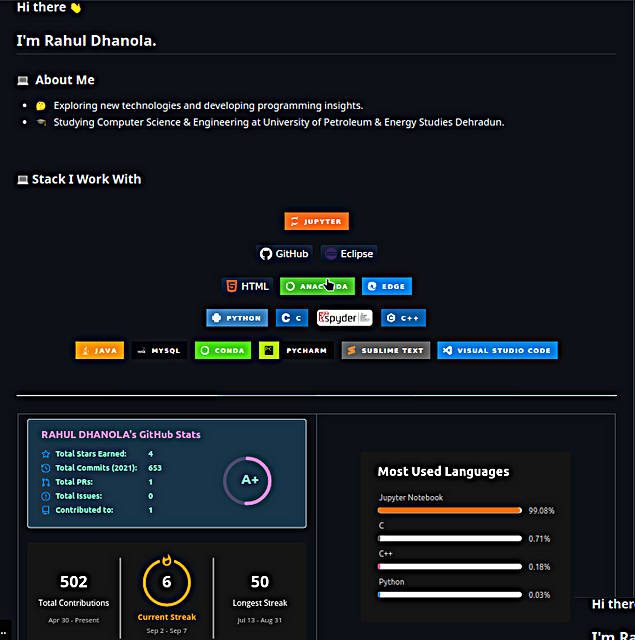 Hi there 👋
I'm Rahul Dhanola.
About Me
Exploring new technologies and developing programming insights.
Studying Computer Science & Engineering at University of Petroleum & Energy Studies Dehradun.
Stack I Work With
JUPYTER
GitHub Eclipse
HTML ANACONDA EDGE
PYTHON C spyder C++
JAVA MYSQL CONDA PYCHARM SUBLIME TEXT VISUAL STUDIO CODE
RAHUL DHANOLA's GitHub Stats
Total Stars Earned: 4
Total Commits (2021): 653
Total PRs: 1
Total Issues: 0
Contributed to: 1
A+
Most Used Languages
Jupyter Notebook
99.08%
C
0.71%
C++
0.18%
Python
0.03%
502
Total Contributions
Apr 30 - Present
6
Current Streak
Sep 2 - Sep 7
50
Longest Streak
Jul 13 - Aug 31
Hi ther
I'm Ra
...